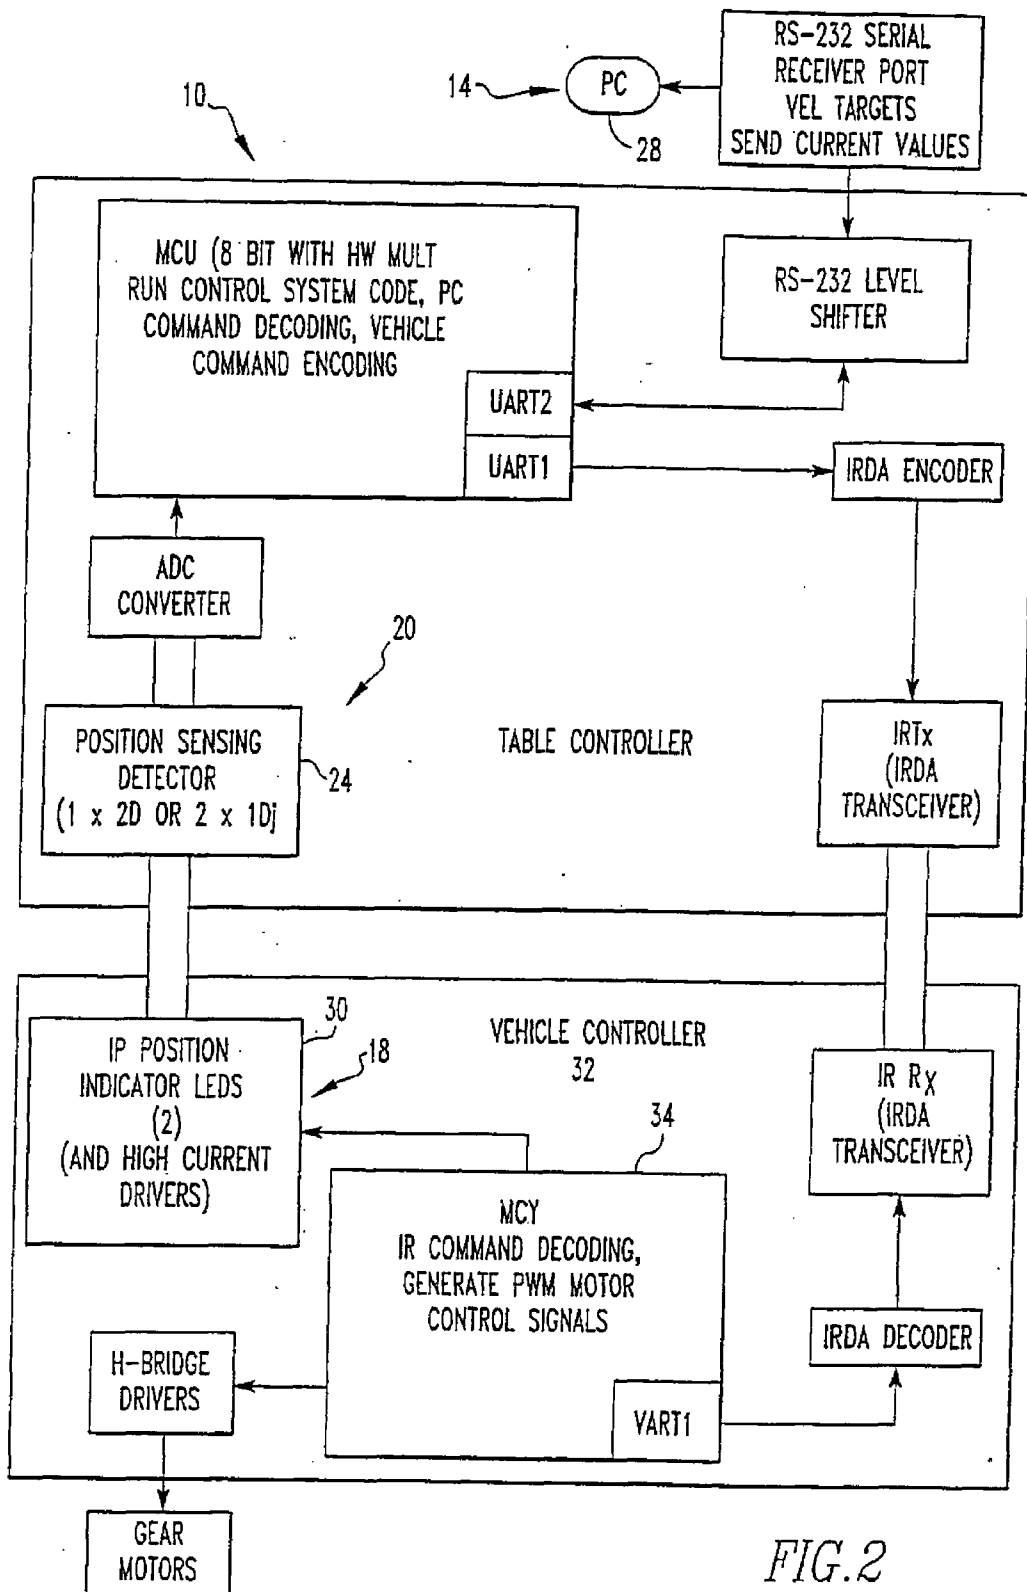 RS-232 SERIAL
RECEIVER PORT
VEL TARGETS
SEND CURRENT VALUES
14
PC
28
10
MCU (8 BIT WITH HW MULT
RUN CONTROL SYSTEM CODE, PC
COMMAND DECODING, VEHICLE
COMMAND ENCODING
RS-232 LEVEL
SHIFTER
UART2
UART1
IRDA ENCODER
ADC
CONVERTER
20
POSITION SENSING
DETECTOR
(1 x 2D OR 2 x 1Dj
24
TABLE CONTROLLER
IRTx
(IRDA
TRANSCEIVER)
30
IP POSITION
INDICATOR LEDS
(2)
(AND HIGH CURRENT
DRIVERS)
18
VEHICLE CONTROLLER
32
IR Rx
(IRDA
TRANSCEIVER)
34
MCY
IR COMMAND DECODING,
GENERATE PWM MOTOR
CONTROL SIGNALS
IRDA DECODER
H-BRIDGE
DRIVERS
VART1
GEAR
MOTORS
FIG.2